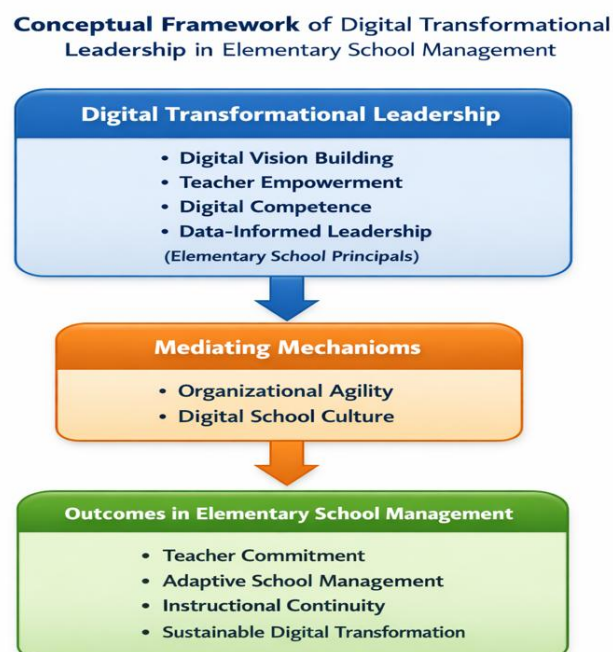 Conceptual Framework of Digital Transformational
Leadership in Elementary School Management
Digital Transformational Leadership
• Digital Vision Building
• Teacher Empowerment
• Digital Competence
• Data-Informed Leadership
(Elementary School Principals)
Mediating Mechanioms
• Organizational Agility
• Digital School Culture
Outcomes in Elementary School Management
• Teacher Commitment
• Adaptive School Management
• Instructional Continuity
• Sustainable Digital Transformation